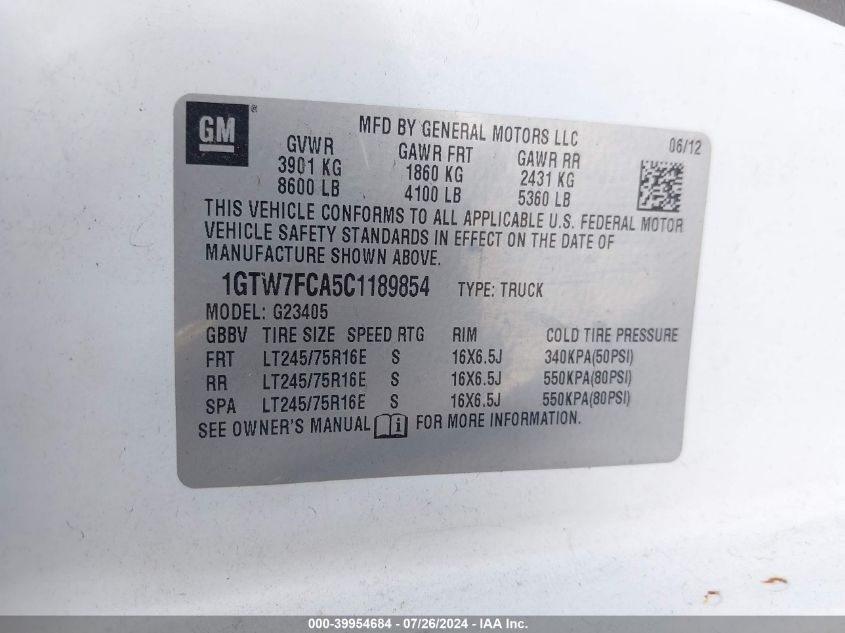 GM ®
MFD BY GENERAL MOTORS LLC 06/12
GVWR GAWR FRT GAWR RR
3901 KG 1860 KG 2431 KG
8600 LB 4100 LB 5360 LB
THIS VEHICLE CONFORMS TO ALL APPLICABLE U.S. FEDERAL MOTOR
VEHICLE SAFETY STANDARDS IN EFFECT ON THE DATE OF
MANUFACTURE SHOWN ABOVE.
1GTW7FCA5C1189854 TYPE: TRUCK
MODEL: G23405
GBBV TIRE SIZE SPEED RTG RIM COLD TIRE PRESSURE
FRT LT245/75R16E S 16X6.5J 340KPA(50PSI)
RR LT245/75R16E S 16X6.5J 550KPA(80PSI)
SPA LT245/75R16E S 16X6.5J 550KPA(80PSI)
SEE OWNER'S MANUAL i FOR MORE INFORMATION.
000-39954684 - 07/26/2024 - IAA Inc.